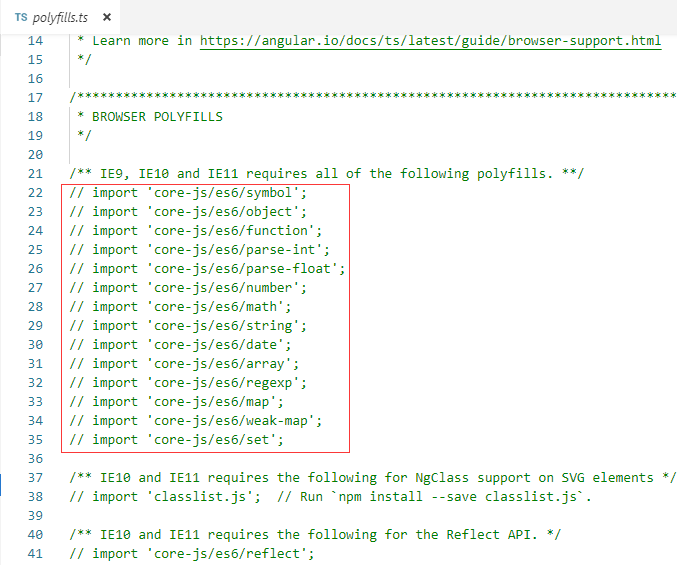 TS polyfills.ts ×
14 * Learn more in https://angular.io/docs/ts/latest/guide/browser-support.html
15 */
16
17 /******************************************************************************
18 * BROWSER POLYFILLS
19 */
20
21 /** IE9, IE10 and IE11 requires all of the following polyfills. **/
22 // import 'core-js/es6/symbol';
23 // import 'core-js/es6/object';
24 // import 'core-js/es6/function';
25 // import 'core-js/es6/parse-int';
26 // import 'core-js/es6/parse-float';
27 // import 'core-js/es6/number';
28 // import 'core-js/es6/math';
29 // import 'core-js/es6/string';
30 // import 'core-js/es6/date';
31 // import 'core-js/es6/array';
32 // import 'core-js/es6/regexp';
33 // import 'core-js/es6/map';
34 // import 'core-js/es6/weak-map';
35 // import 'core-js/es6/set';
36
37 /** IE10 and IE11 requires the following for NgClass support on SVG elements */
38 // import 'classlist.js';  // Run `npm install --save classlist.js`.
39
40 /** IE10 and IE11 requires the following for the Reflect API. */
41 // import 'core-js/es6/reflect';